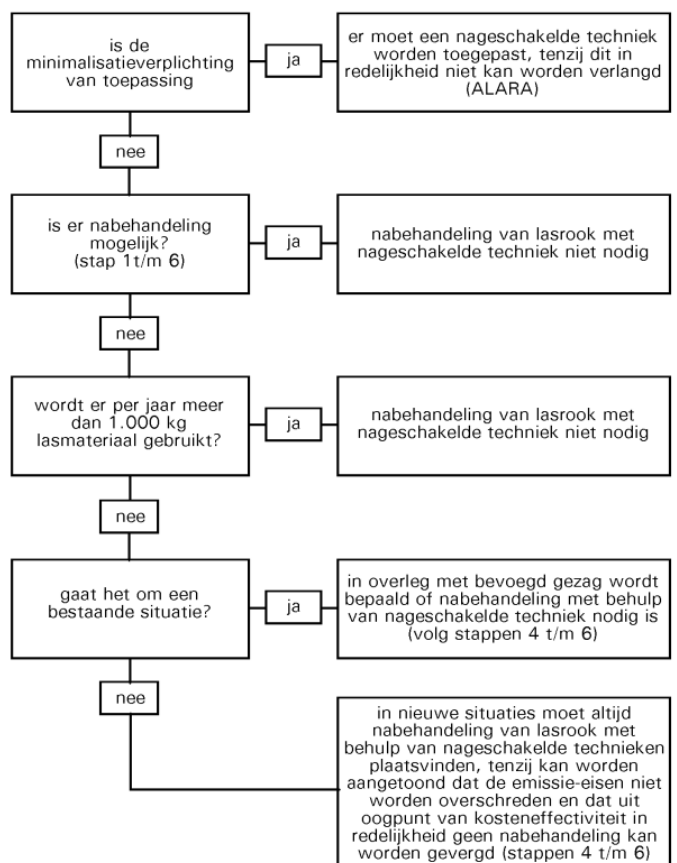 is de
minimalisatieverplichting
van toepassing
ja
er moet een nageschakelde techniek
worden toegepast, tenzij dit in
redelijkheid niet kan worden verlangd
(ALARA)
nee
is er nabehandeling
mogelijk?
(stap 1t/m 6)
ja
nabehandeling van lasrook met
nageschakelde techniek niet nodig
nee
wordt er per jaar meer
dan 1.000 kg
lasmateriaal gebruikt?
ja
nabehandeling van lasrook met
nageschakelde techniek niet nodig
nee
gaat het om een
bestaande situatie?
ja
in overleg met bevoegd gezag wordt
bepaald of nabehandeling met behulp
van nageschakelde techniek nodig is
(volg stappen 4 t/m 6)
nee
in nieuwe situaties moet altijd
nabehandeling van lasrook met
behulp van nageschakelde technieken
plaatsvinden, tenzij kan worden
aangetoond dat de emissie-eisen niet
worden overschreden en dat uit
oogpunt van kosteneffectiviteit in
redelijkheid geen nabehandeling kan
worden gevergd (stappen 4 t/m 6)